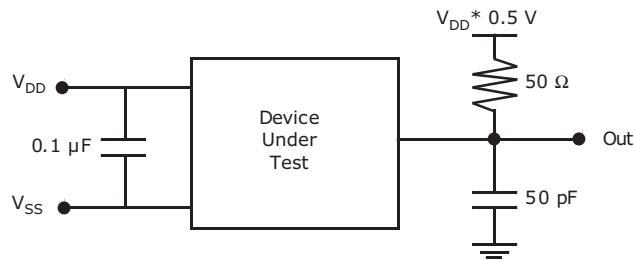 V_DD* 0.5 V
50 Ω
V_DD
Device
Under
Test
0.1 µF
Out
V_SS
50 pF